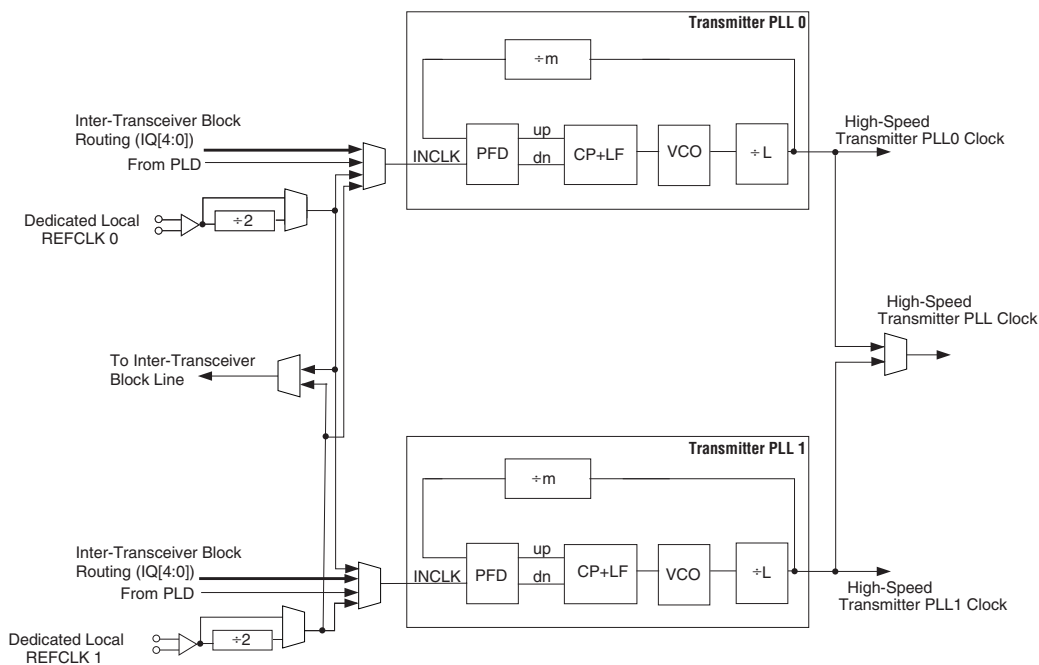 Transmitter PLL 0
÷m
Inter-Transceiver Block
Routing (IQ[4:0])
From PLD
INCLK
PFD
up
dn
CP+LF
VCO
÷L
High-Speed
Transmitter PLL0 Clock
Dedicated Local
REFCLK 0
÷2
High-Speed
Transmitter PLL Clock
To Inter-Transceiver
Block Line
Transmitter PLL 1
÷m
Inter-Transceiver Block
Routing (IQ[4:0])
From PLD
INCLK
PFD
up
dn
CP+LF
VCO
÷L
High-Speed
Transmitter PLL1 Clock
Dedicated Local
REFCLK 1
÷2